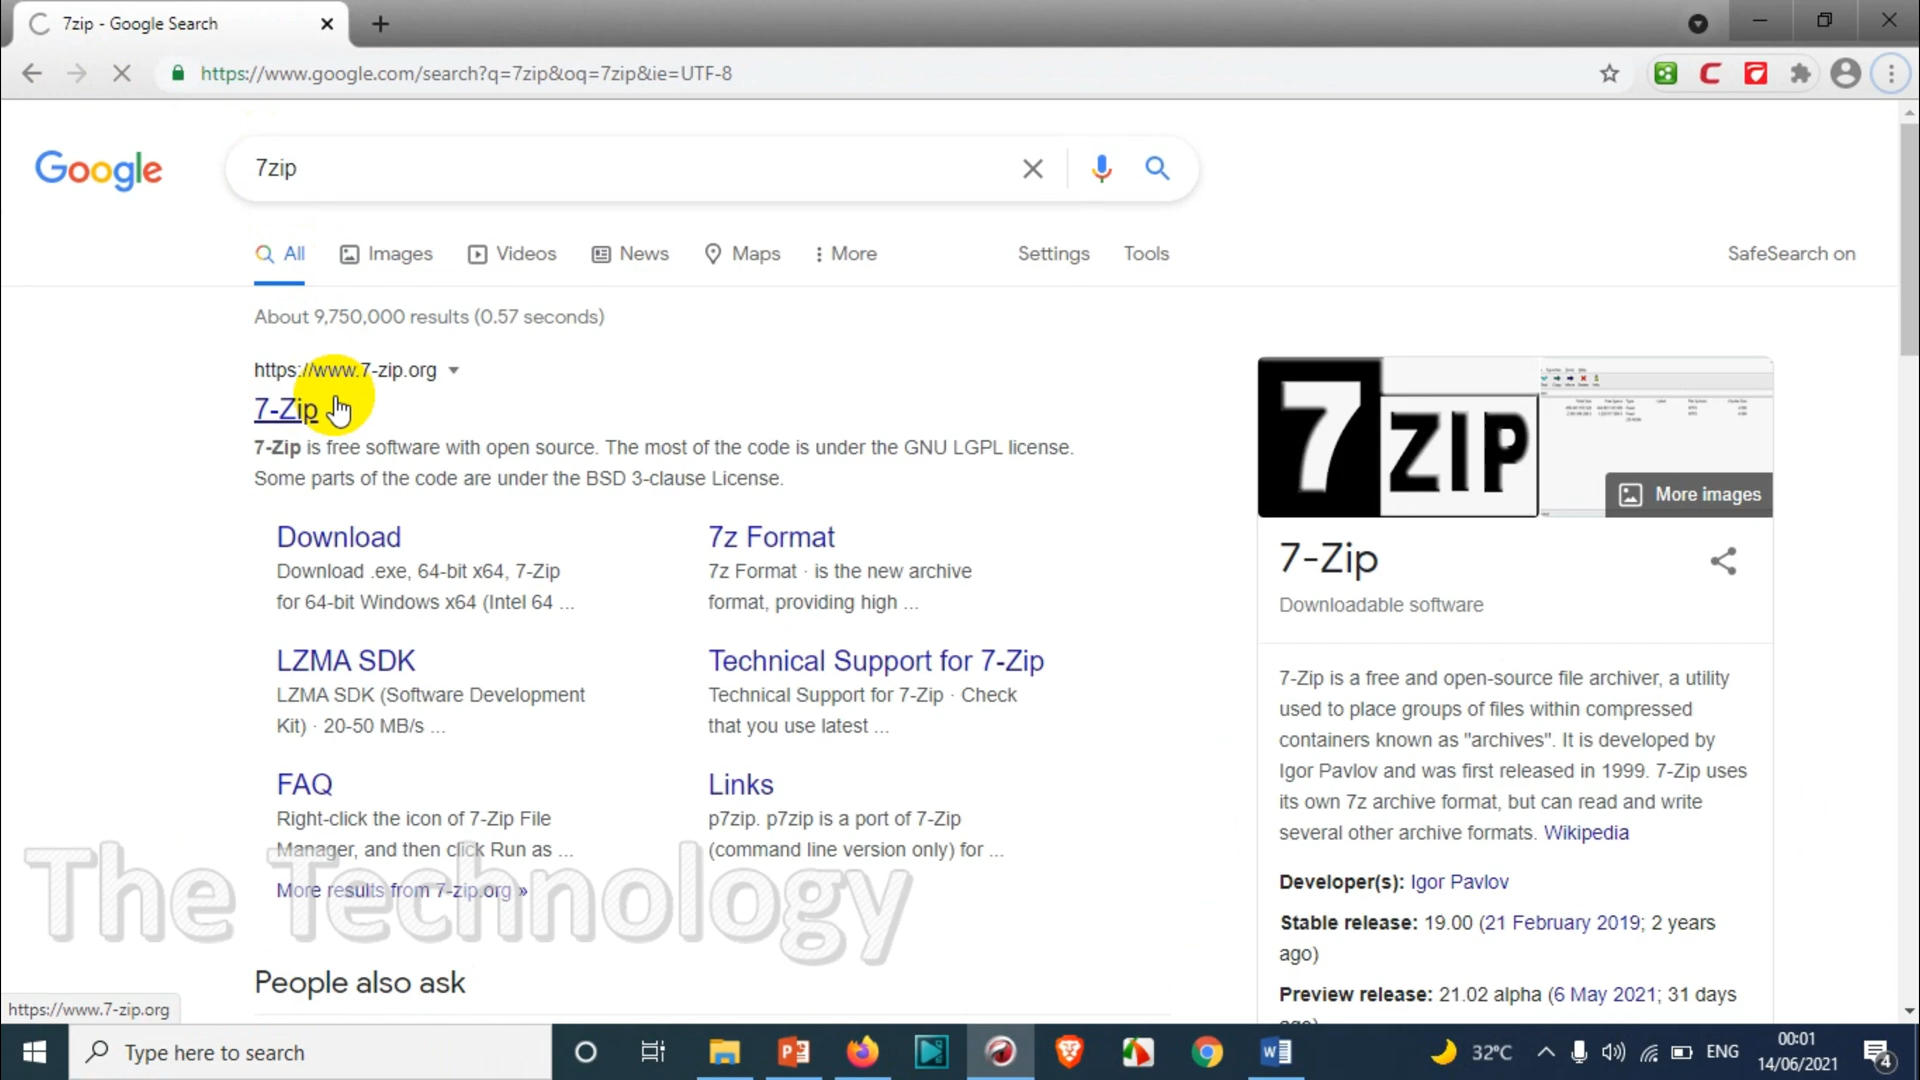 7zip - Google Search
https://www.google.com/search?q=7zip&oq=7zip&ie=UTF-8
Google
7zip
All Images Videos News Maps More Settings Tools SafeSearch on
About 9,750,000 results (0.57 seconds)
https://www.7-zip.org
7-Zip
7-Zip is free software with open source. The most of the code is under the GNU LGPL license.
Some parts of the code are under the BSD 3-clause License.
Download
Download .exe, 64-bit x64, 7-Zip
for 64-bit Windows x64 (Intel 64 ...
7z Format
7z Format · is the new archive
format, providing high ...
LZMA SDK
LZMA SDK (Software Development
Kit) · 20-50 MB/s ...
Technical Support for 7-Zip
Technical Support for 7-Zip · Check
that you use latest ...
FAQ
Right-click the icon of 7-Zip File
Manager, and then click Run as ...
Links
p7zip. p7zip is a port of 7-Zip
(command line version only) for ...
More results from 7-zip.org »
The Technology
People also ask
7 ZIP
More images
7-Zip
Downloadable software
7-Zip is a free and open-source file archiver, a utility
used to place groups of files within compressed
containers known as "archives". It is developed by
Igor Pavlov and was first released in 1999. 7-Zip uses
its own 7z archive format, but can read and write
several other archive formats. Wikipedia
Developer(s): Igor Pavlov
Stable release: 19.00 (21 February 2019; 2 years
ago)
Preview release: 21.02 alpha (6 May 2021; 31 days
ago)
https://www.7-zip.org
Type here to search
32°C
ENG
00:01
14/06/2021
4